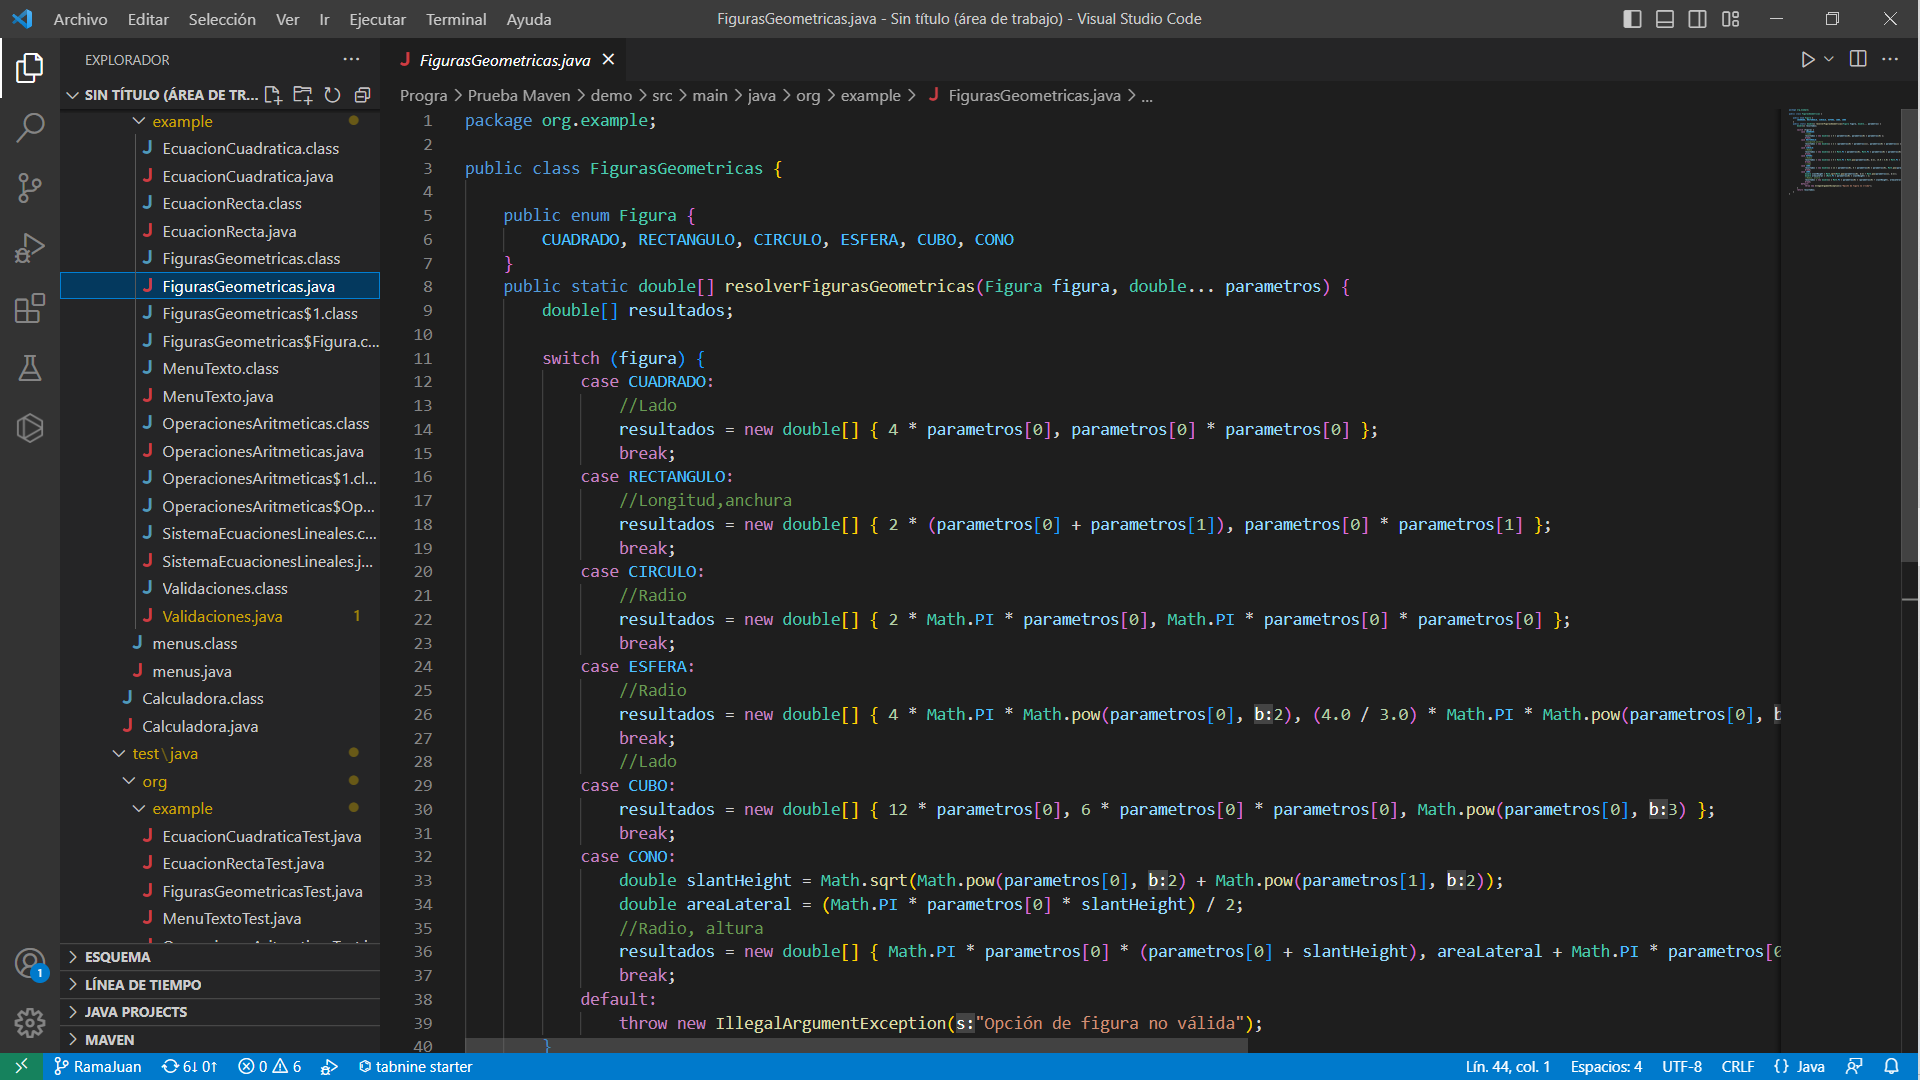 Archivo Editar Selección Ver Ir Ejecutar Terminal Ayuda
FigurasGeometricas.java - Sin título (área de trabajo) - Visual Studio Code
EXPLORADOR
SIN TÍTULO (ÁREA DE TR...
example
EcuacionCuadratica.class
EcuacionCuadratica.java
EcuacionRecta.class
EcuacionRecta.java
FigurasGeometricas.class
FigurasGeometricas.java
FigurasGeometricas$1.class
FigurasGeometricas$Figura.c...
MenuTexto.class
MenuTexto.java
OperacionesAritmeticas.class
OperacionesAritmeticas.java
OperacionesAritmeticas$1.cl...
OperacionesAritmeticas$Op...
SistemaEcuacionesLineales.c...
SistemaEcuacionesLineales.j...
Validaciones.class
Validaciones.java 1
menus.class
menus.java
Calculadora.class
Calculadora.java
test\java
org
example
EcuacionCuadraticaTest.java
EcuacionRectaTest.java
FigurasGeometricasTest.java
MenuTextoTest.java
ESQUEMA
LÍNEA DE TIEMPO
JAVA PROJECTS
MAVEN
1
FigurasGeometricas.java
Progra > Prueba Maven > demo > src > main > java > org > example > FigurasGeometricas.java > ...
1 package org.example;
2
3 public class FigurasGeometricas {
4
5 public enum Figura {
6 CUADRADO, RECTANGULO, CIRCULO, ESFERA, CUBO, CONO
7 }
8 public static double[] resolverFigurasGeometricas(Figura figura, double... parametros) {
9 double[] resultados;
10
11 switch (figura) {
12 case CUADRADO:
13 //Lado
14 resultados = new double[] { 4 * parametros[0], parametros[0] * parametros[0] };
15 break;
16 case RECTANGULO:
17 //Longitud,anchura
18 resultados = new double[] { 2 * (parametros[0] + parametros[1]), parametros[0] * parametros[1] };
19 break;
20 case CIRCULO:
21 //Radio
22 resultados = new double[] { 2 * Math.PI * parametros[0], Math.PI * parametros[0] * parametros[0] };
23 break;
24 case ESFERA:
25 //Radio
26 resultados = new double[] { 4 * Math.PI * Math.pow(parametros[0], b:2), (4.0 / 3.0) * Math.PI * Math.pow(parametros[0], b
27 break;
28 //Lado
29 case CUBO:
30 resultados = new double[] { 12 * parametros[0], 6 * parametros[0] * parametros[0], Math.pow(parametros[0], b:3) };
31 break;
32 case CONO:
33 double slantHeight = Math.sqrt(Math.pow(parametros[0], b:2) + Math.pow(parametros[1], b:2));
34 double areaLateral = (Math.PI * parametros[0] * slantHeight) / 2;
35 //Radio, altura
36 resultados = new double[] { Math.PI * parametros[0] * (parametros[0] + slantHeight), areaLateral + Math.PI * parametros[0
37 break;
38 default:
39 throw new IllegalArgumentException(s:"Opción de figura no válida");
40 }
RamaJuan 6↓ 0↑ 0 6 tabnine starter
Lín. 44, col. 1 Espacios: 4 UTF-8 CRLF {} Java